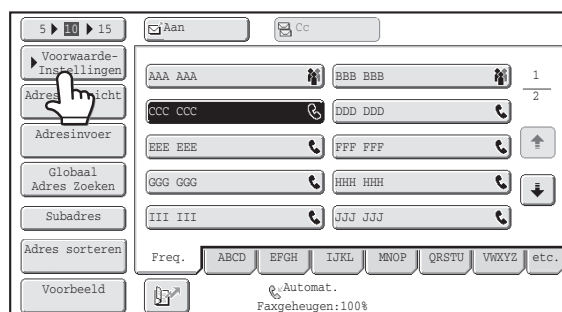 5 10 15
Aan
Cc
Voorwaarde-
Instellingen
AAA AAA
BBB BBB
1
2
CCC CCC
DDD DDD
Adresinvoer
EEE EEE
FFF FFF
Globaal
Adres Zoeken
GGG GGG
HHH HHH
Subadres
III III
JJJ JJJ
Adres sorteren
Freq.
ABCD
EFGH
IJKL
MNOP
QRSTU
VWXYZ
etc.
Voorbeeld
Automat.
Faxgeheugen:100%